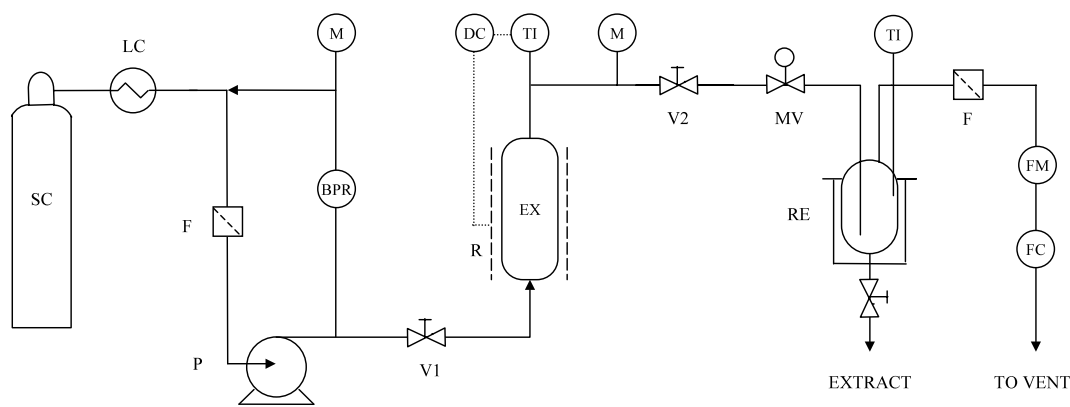 M
DC
TI
M
TI
LC
V2
MV
F
SC
F
BPR
R
EX
RE
FM
FC
P
V1
EXTRACT
TO VENT